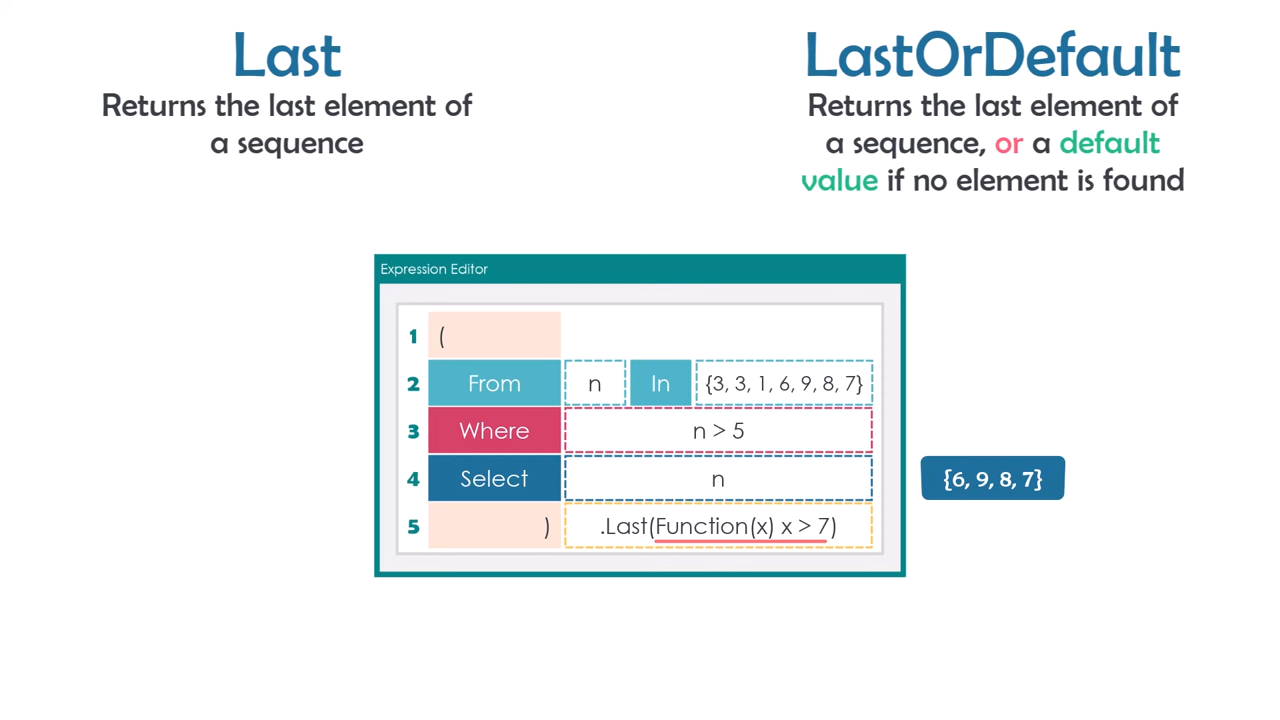 Last
Returns the last element of
a sequence
LastOrDefault
Returns the last element of
a sequence, or a default
value if no element is found
Expression Editor
1 (
2 From n In {3, 3, 1, 6, 9, 8, 7}
3 Where n > 5
4 Select n
{6, 9, 8, 7}
5 ) .Last(Function(x) x > 7)